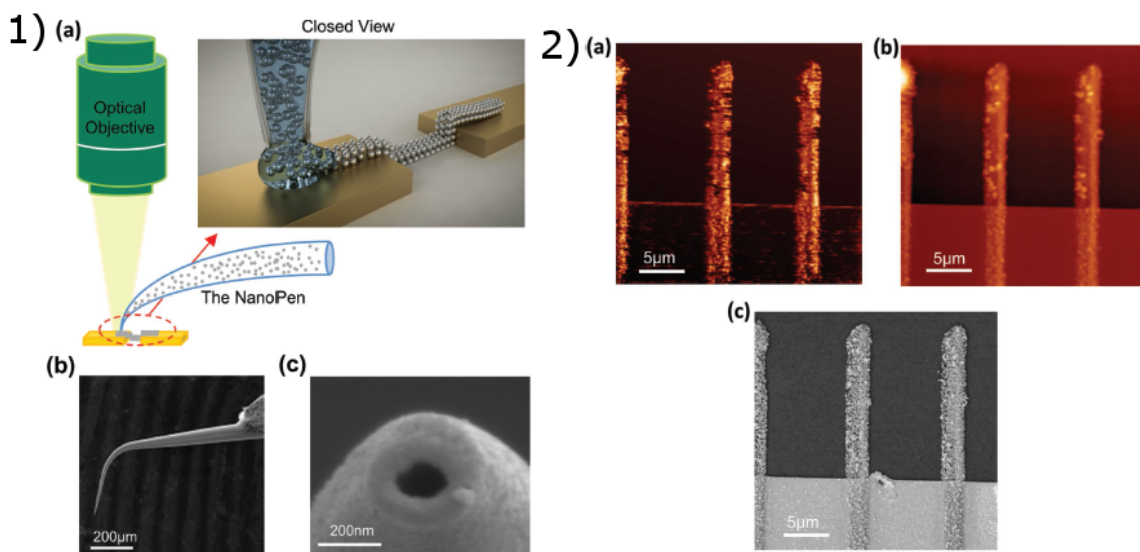 1) (a)
Closed View
Optical
Objective
The NanoPen
(b)
200µm
(c)
200nm
2) (a)
5µm
(b)
5µm
(c)
5µm